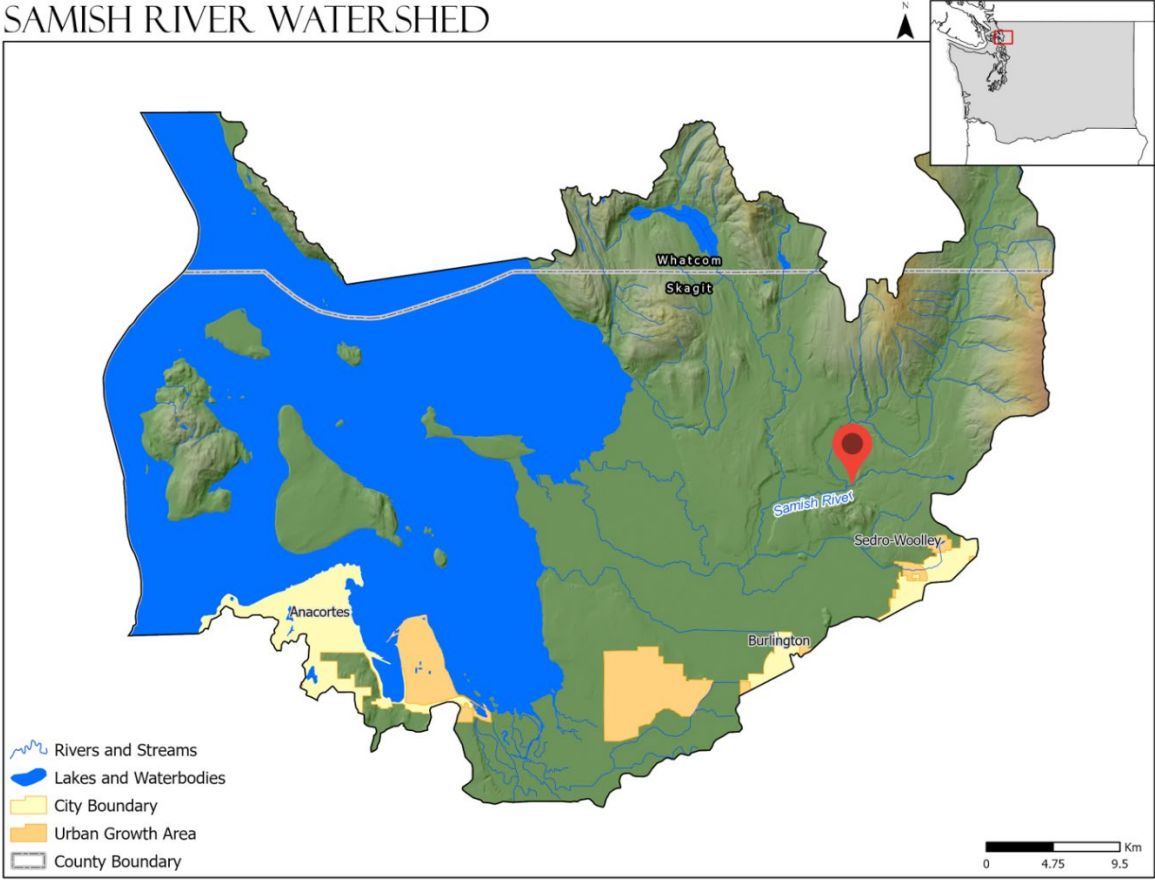 SAMISH RIVER WATERSHED
N
Whatcom
Skagit
Samish River
Sedro-Woolley
Anacortes
Burlington
Rivers and Streams
Lakes and Waterbodies
City Boundary
Urban Growth Area
County Boundary
Km
0 4.75 9.5